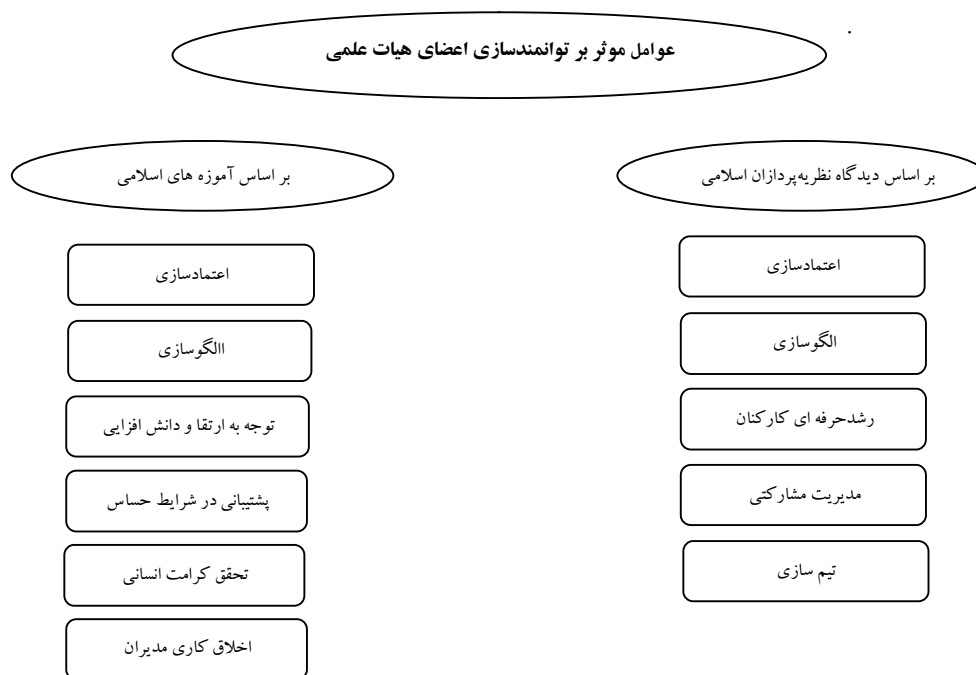 عوامل موثر بر توانمندسازی اعضای هیات علمی
بر اساس دیدگاه نظریه‌پردازان اسلامی
اعتمادسازی
الگوسازی
رشدحرفه ای کارکنان
مدیریت مشارکتی
تیم سازی
بر اساس آموزه های اسلامی
اعتمادسازی
االگوسازی
توجه به ارتقا و دانش افزایی
پشتیبانی در شرایط حساس
تحقق کرامت انسانی
اخلاق کاری مدیران